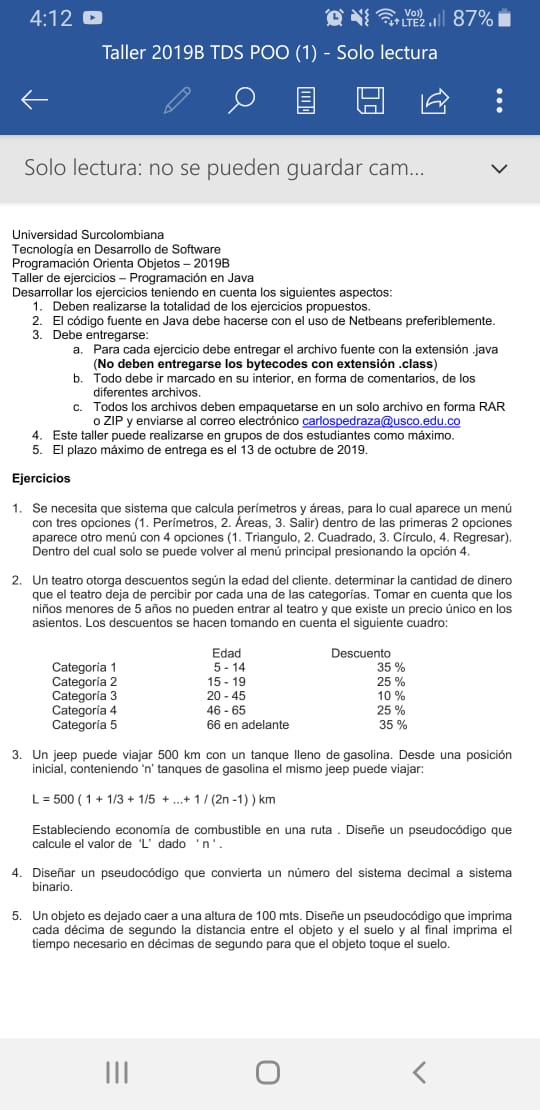 4:12
Vo))
LTE2
87%
Taller 2019B TDS POO (1) - Solo lectura
Solo lectura: no se pueden guardar cam...
Universidad Surcolombiana
Tecnología en Desarrollo de Software
Programación Orienta Objetos – 2019B
Taller de ejercicios – Programación en Java
Desarrollar los ejercicios teniendo en cuenta los siguientes aspectos:
1. Deben realizarse la totalidad de los ejercicios propuestos.
2. El código fuente en Java debe hacerse con el uso de Netbeans preferiblemente.
3. Debe entregarse:
a. Para cada ejercicio debe entregar el archivo fuente con la extensión .java
(No deben entregarse los bytecodes con extensión .class)
b. Todo debe ir marcado en su interior, en forma de comentarios, de los
diferentes archivos.
c. Todos los archivos deben empaquetarse en un solo archivo en forma RAR
o ZIP y enviarse al correo electrónico carlospedraza@usco.edu.co
4. Este taller puede realizarse en grupos de dos estudiantes como máximo.
5. El plazo máximo de entrega es el 13 de octubre de 2019.
Ejercicios
1. Se necesita que sistema que calcula perímetros y áreas, para lo cual aparece un menú
con tres opciones (1. Perímetros, 2. Áreas, 3. Salir) dentro de las primeras 2 opciones
aparece otro menú con 4 opciones (1. Triangulo, 2. Cuadrado, 3. Círculo, 4. Regresar).
Dentro del cual solo se puede volver al menú principal presionando la opción 4.
2. Un teatro otorga descuentos según la edad del cliente. determinar la cantidad de dinero
que el teatro deja de percibir por cada una de las categorías. Tomar en cuenta que los
niños menores de 5 años no pueden entrar al teatro y que existe un precio único en los
asientos. Los descuentos se hacen tomando en cuenta el siguiente cuadro:
Edad Descuento
Categoría 1 5 - 14 35 %
Categoría 2 15 - 19 25 %
Categoría 3 20 - 45 10 %
Categoría 4 46 - 65 25 %
Categoría 5 66 en adelante 35 %
3. Un jeep puede viajar 500 km con un tanque lleno de gasolina. Desde una posición
inicial, conteniendo 'n' tanques de gasolina el mismo jeep puede viajar:
L = 500 ( 1 + 1/3 + 1/5 + ...+ 1 / (2n -1) ) km
Estableciendo economía de combustible en una ruta . Diseñe un pseudocódigo que
calcule el valor de 'L' dado ' n ' .
4. Diseñar un pseudocódigo que convierta un número del sistema decimal a sistema
binario.
5. Un objeto es dejado caer a una altura de 100 mts. Diseñe un pseudocódigo que imprima
cada décima de segundo la distancia entre el objeto y el suelo y al final imprima el
tiempo necesario en décimas de segundo para que el objeto toque el suelo.